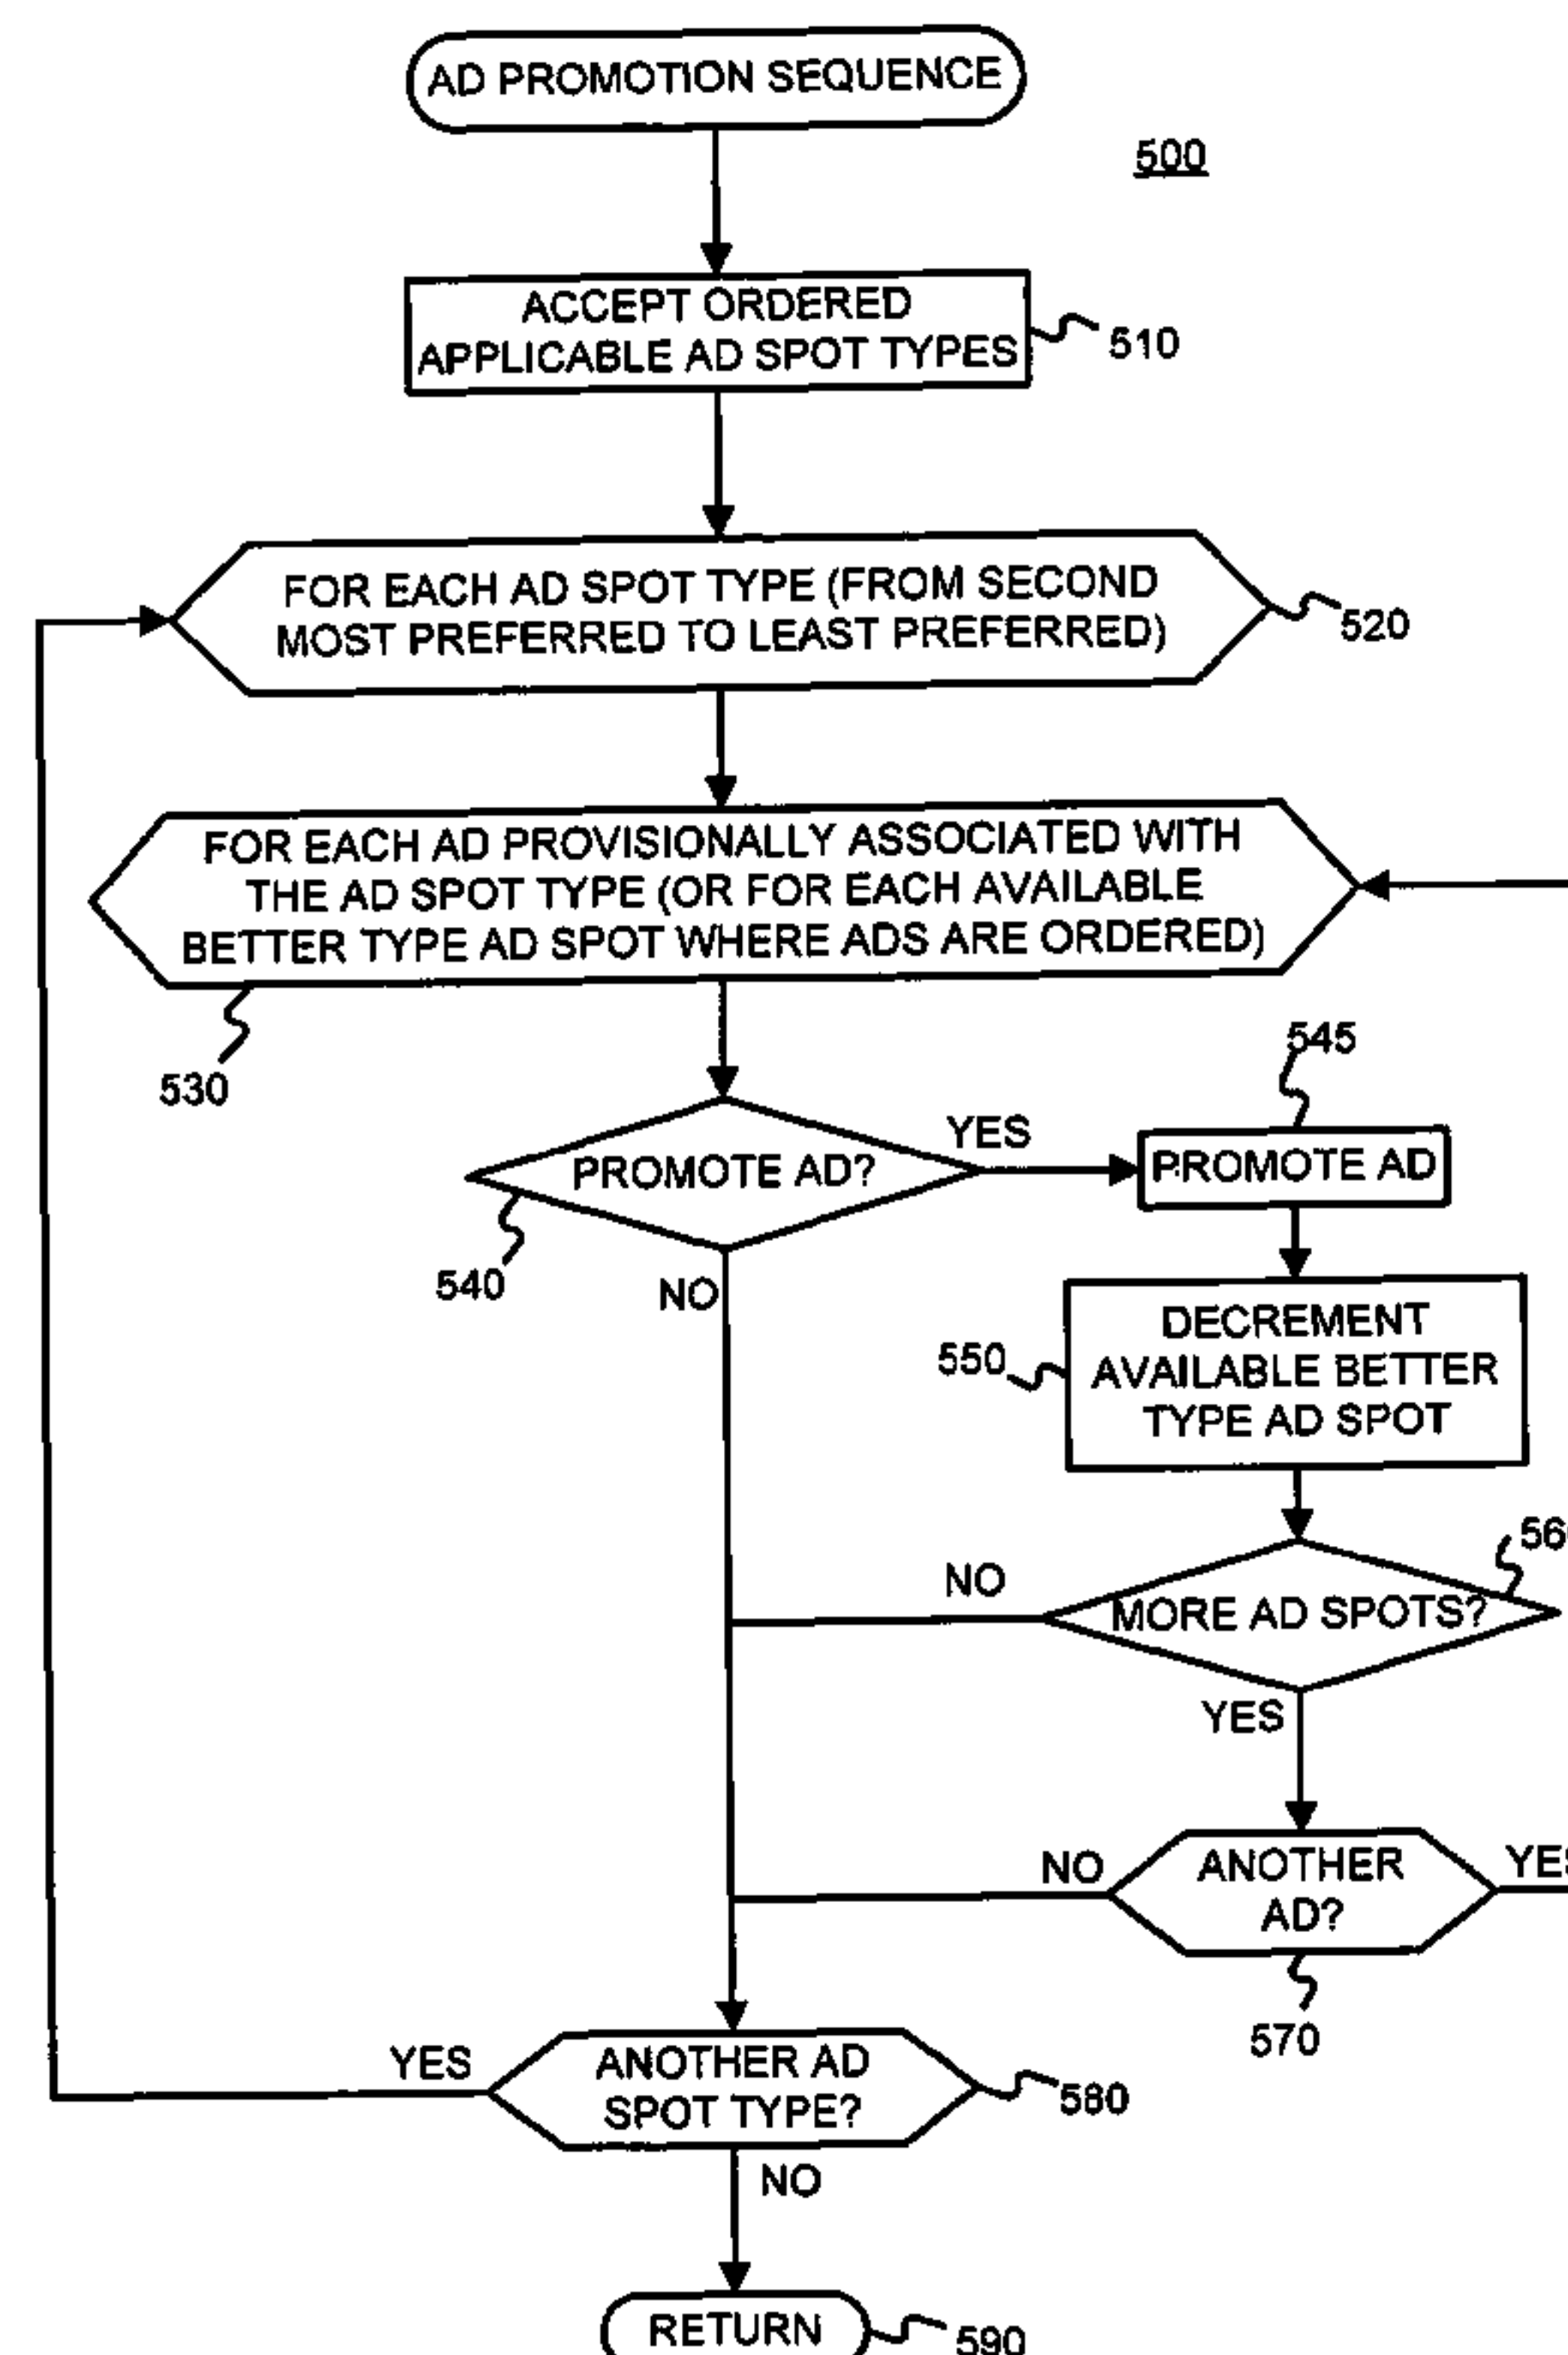 AD PROMOTION SEQUENCE
500
ACCEPT ORDERED
APPLICABLE AD SPOT TYPES
510
FOR EACH AD SPOT TYPE (FROM SECOND
MOST PREFERRED TO LEAST PREFERRED)
520
FOR EACH AD PROVISIONALLY ASSOCIATED WITH
THE AD SPOT TYPE (OR FOR EACH AVAILABLE
BETTER TYPE AD SPOT WHERE ADS ARE ORDERED)
530
545
YES
PROMOTE AD?
PROMOTE AD
540
NO
DECREMENT
AVAILABLE BETTER
TYPE AD SPOT
550
56
NO
MORE AD SPOTS?
YES
NO
ANOTHER
AD?
YES
570
YES
ANOTHER AD
SPOT TYPE?
580
NO
RETURN
590